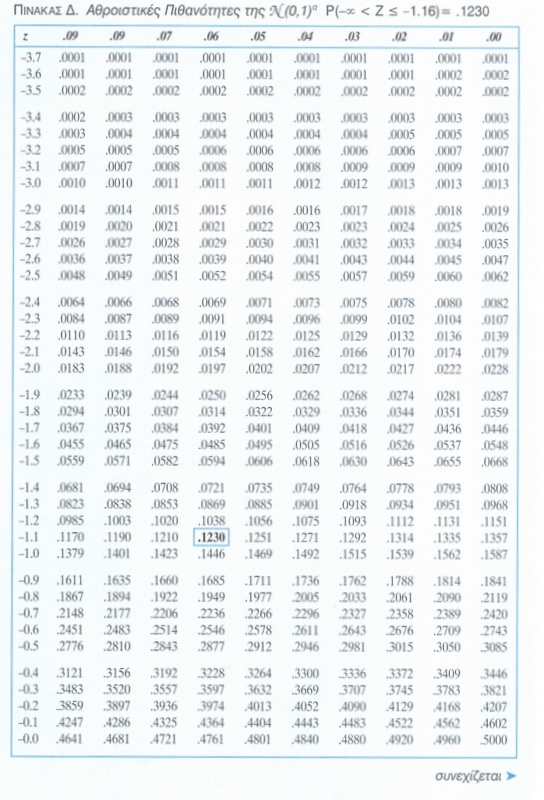 ΠΙΝΑΚΑΣ Δ. Αθροιστικές Πιθανότητες της 𝒩(0,1)ᵒ P(−∞ < Z ≤ −1.16)= .1230
z .09 .09 .07 .06 .05 .04 .03 .02 .01 .00
−3.7 .0001 .0001 .0001 .0001 .0001 .0001 .0001 .0001 .0001 .0001
−3.6 .0001 .0001 .0001 .0001 .0001 .0001 .0001 .0001 .0002 .0002
−3.5 .0002 .0002 .0002 .0002 .0002 .0002 .0002 .0002 .0002 .0002
−3.4 .0002 .0003 .0003 .0003 .0003 .0003 .0003 .0003 .0003 .0003
−3.3 .0003 .0004 .0004 .0004 .0004 .0004 .0004 .0005 .0005 .0005
−3.2 .0005 .0005 .0005 .0006 .0006 .0006 .0006 .0006 .0007 .0007
−3.1 .0007 .0007 .0008 .0008 .0008 .0008 .0009 .0009 .0009 .0010
−3.0 .0010 .0010 .0011 .0011 .0011 .0012 .0012 .0013 .0013 .0013
−2.9 .0014 .0014 .0015 .0015 .0016 .0016 .0017 .0018 .0018 .0019
−2.8 .0019 .0020 .0021 .0021 .0022 .0023 .0023 .0024 .0025 .0026
−2.7 .0026 .0027 .0028 .0029 .0030 .0031 .0032 .0033 .0034 .0035
−2.6 .0036 .0037 .0038 .0039 .0040 .0041 .0043 .0044 .0045 .0047
−2.5 .0048 .0049 .0051 .0052 .0054 .0055 .0057 .0059 .0060 .0062
−2.4 .0064 .0066 .0068 .0069 .0071 .0073 .0075 .0078 .0080 .0082
−2.3 .0084 .0087 .0089 .0091 .0094 .0096 .0099 .0102 .0104 .0107
−2.2 .0110 .0113 .0116 .0119 .0122 .0125 .0129 .0132 .0136 .0139
−2.1 .0143 .0146 .0150 .0154 .0158 .0162 .0166 .0170 .0174 .0179
−2.0 .0183 .0188 .0192 .0197 .0202 .0207 .0212 .0217 .0222 .0228
−1.9 .0233 .0239 .0244 .0250 .0256 .0262 .0268 .0274 .0281 .0287
−1.8 .0294 .0301 .0307 .0314 .0322 .0329 .0336 .0344 .0351 .0359
−1.7 .0367 .0375 .0384 .0392 .0401 .0409 .0418 .0427 .0436 .0446
−1.6 .0455 .0465 .0475 .0485 .0495 .0505 .0516 .0526 .0537 .0548
−1.5 .0559 .0571 .0582 .0594 .0606 .0618 .0630 .0643 .0655 .0668
−1.4 .0681 .0694 .0708 .0721 .0735 .0749 .0764 .0778 .0793 .0808
−1.3 .0823 .0838 .0853 .0869 .0885 .0901 .0918 .0934 .0951 .0968
−1.2 .0985 .1003 .1020 .1038 .1056 .1075 .1093 .1112 .1131 .1151
−1.1 .1170 .1190 .1210 .1230 .1251 .1271 .1292 .1314 .1335 .1357
−1.0 .1379 .1401 .1423 .1446 .1469 .1492 .1515 .1539 .1562 .1587
−0.9 .1611 .1635 .1660 .1685 .1711 .1736 .1762 .1788 .1814 .1841
−0.8 .1867 .1894 .1922 .1949 .1977 .2005 .2033 .2061 .2090 .2119
−0.7 .2148 .2177 .2206 .2236 .2266 .2296 .2327 .2358 .2389 .2420
−0.6 .2451 .2483 .2514 .2546 .2578 .2611 .2643 .2676 .2709 .2743
−0.5 .2776 .2810 .2843 .2877 .2912 .2946 .2981 .3015 .3050 .3085
−0.4 .3121 .3156 .3192 .3228 .3264 .3300 .3336 .3372 .3409 .3446
−0.3 .3483 .3520 .3557 .3597 .3632 .3669 .3707 .3745 .3783 .3821
−0.2 .3859 .3897 .3936 .3974 .4013 .4052 .4090 .4129 .4168 .4207
−0.1 .4247 .4286 .4325 .4364 .4404 .4443 .4483 .4522 .4562 .4602
−0.0 .4641 .4681 .4721 .4761 .4801 .4840 .4880 .4920 .4960 .5000
συνεχίζεται ➤